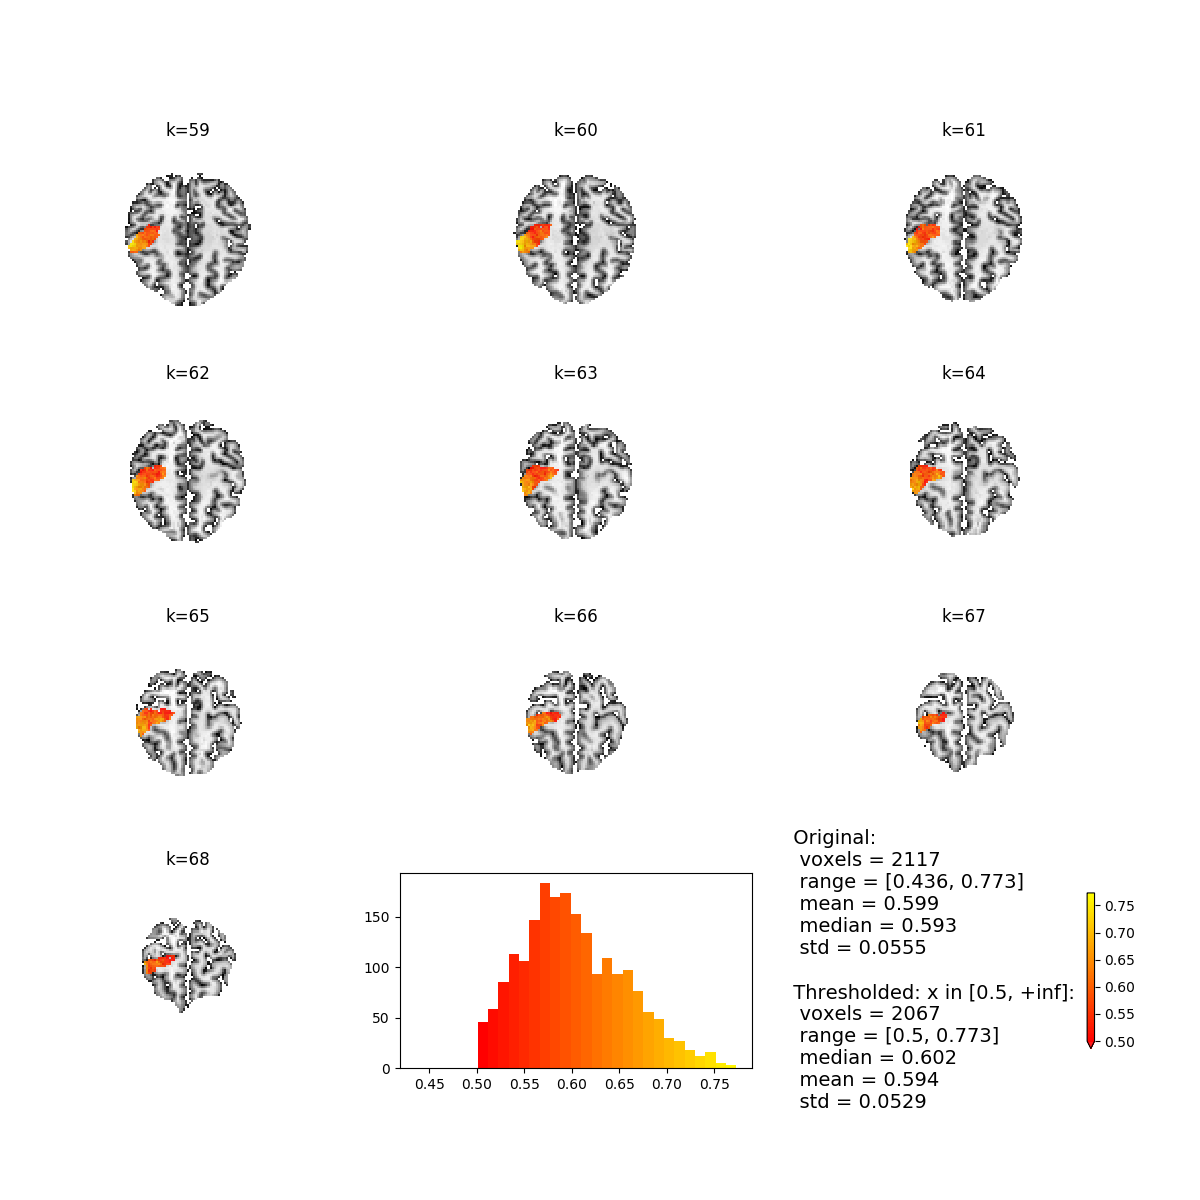 k=59
k=60
k=61
k=62
k=63
k=64
k=65
k=66
k=67
k=68
150
100
50
0
0.45 0.50 0.55 0.60 0.65 0.70 0.75
Original:
voxels = 2117
range = [0.436, 0.773]
mean = 0.599
median = 0.593
std = 0.0555
Thresholded: x in [0.5, +inf]:
voxels = 2067
range = [0.5, 0.773]
median = 0.602
mean = 0.594
std = 0.0529
0.75
0.70
0.65
0.60
0.55
0.50